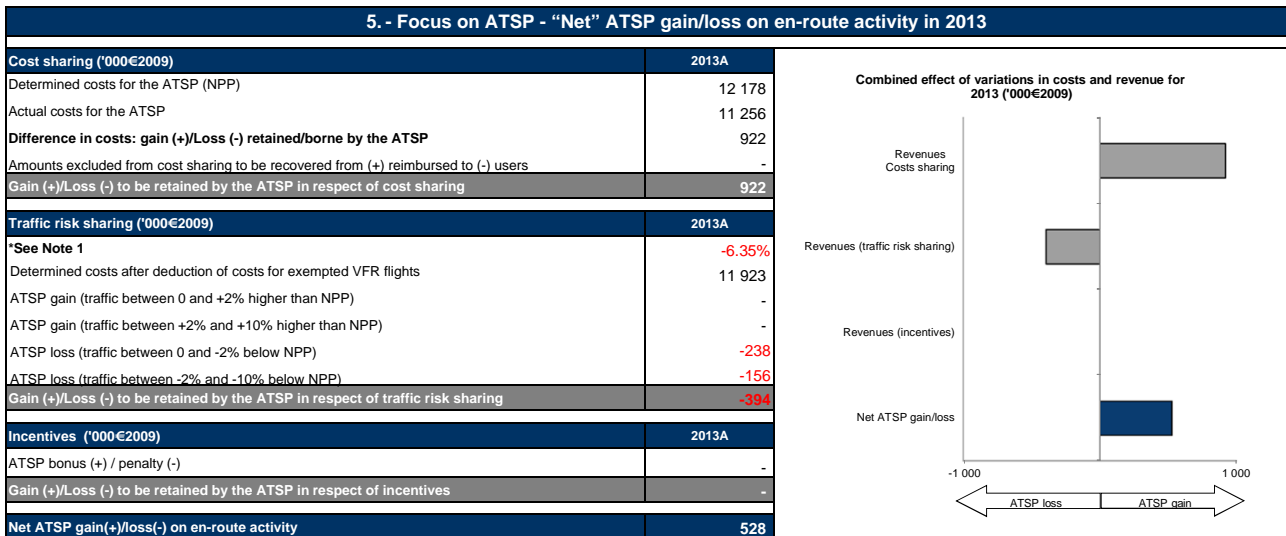 5. - Focus on ATSP - “Net” ATSP gain/loss on en-route activity in 2013
Cost sharing ('000€2009) 2013A
Determined costs for the ATSP (NPP) 12 178
Actual costs for the ATSP 11 256
Difference in costs: gain (+)/Loss (-) retained/borne by the ATSP 922
Amounts excluded from cost sharing to be recovered from (+) reimbursed to (-) users -
Gain (+)/Loss (-) to be retained by the ATSP in respect of cost sharing 922
Traffic risk sharing ('000€2009) 2013A
*See Note 1 -6.35%
Determined costs after deduction of costs for exempted VFR flights 11 923
ATSP gain (traffic between 0 and +2% higher than NPP) -
ATSP gain (traffic between +2% and +10% higher than NPP) -
ATSP loss (traffic between 0 and -2% below NPP) -238
ATSP loss (traffic between -2% and -10% below NPP) -156
Gain (+)/Loss (-) to be retained by the ATSP in respect of traffic risk sharing -394
Incentives ('000€2009) 2013A
ATSP bonus (+) / penalty (-) -
Gain (+)/Loss (-) to be retained by the ATSP in respect of incentives -
Net ATSP gain(+)/loss(-) on en-route activity 528
Combined effect of variations in costs and revenue for
2013 ('000€2009)
Revenues
Costs sharing
Revenues (traffic risk sharing)
Revenues (incentives)
Net ATSP gain/loss
-1 000 1 000
ATSP loss ATSP gain